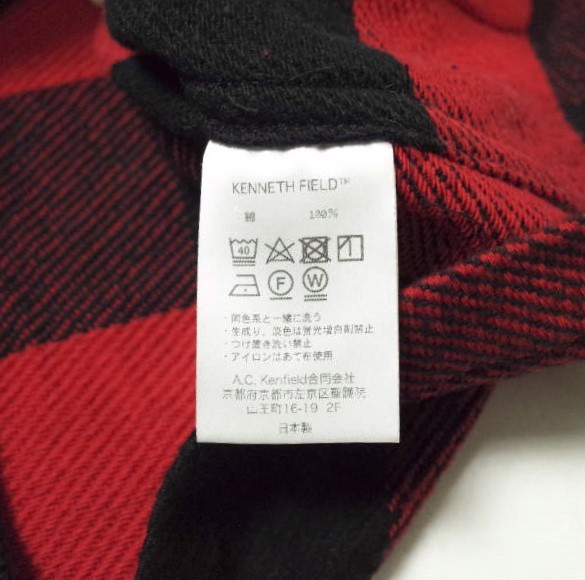 KENNETH FIELD™
綿 100%
40
F W
・同色系と一緒に洗う
・生成り、淡色は蛍光増白剤禁止
・つけ置き洗い禁止
・アイロンはあて布使用
A.C. Kenfield合同会社
京都府京都市左京区聖護院
山王町16-19 2F
日本製